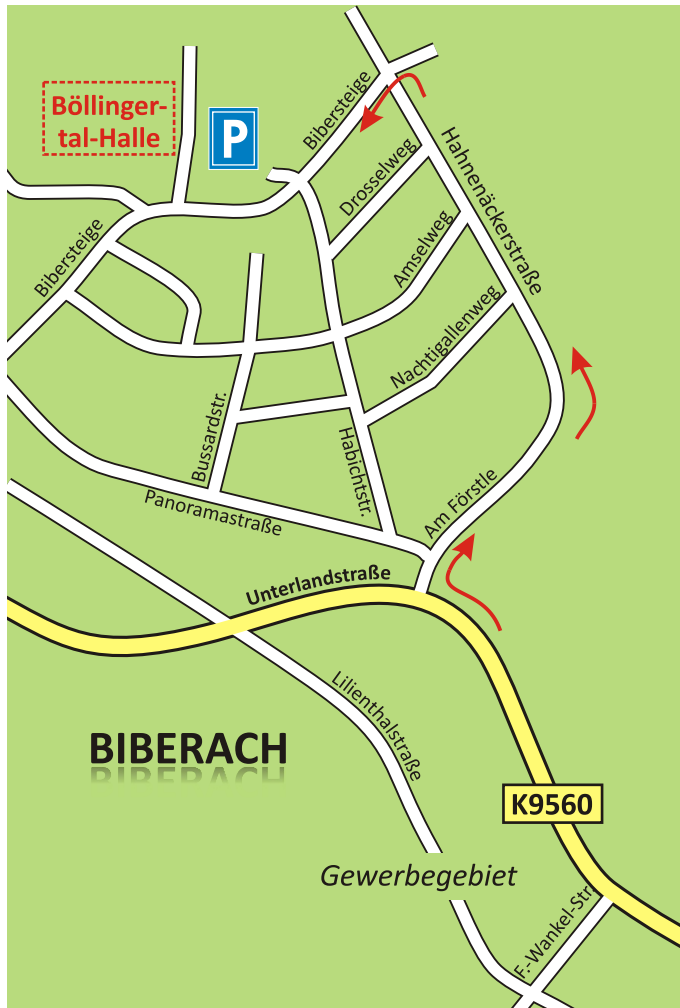 Böllinger-
tal-Halle
P
Bibersteige
Hahnenäckerstraße
Drosselweg
Amselweg
Bibersteige
Nachtigallenweg
Bussardstr.
Habichtstr.
Panoramastraße
Am Förstle
Unterlandstraße
Lilienthalstraße
BIBERACH
K9560
Gewerbegebiet
F.-Wankel-Str.